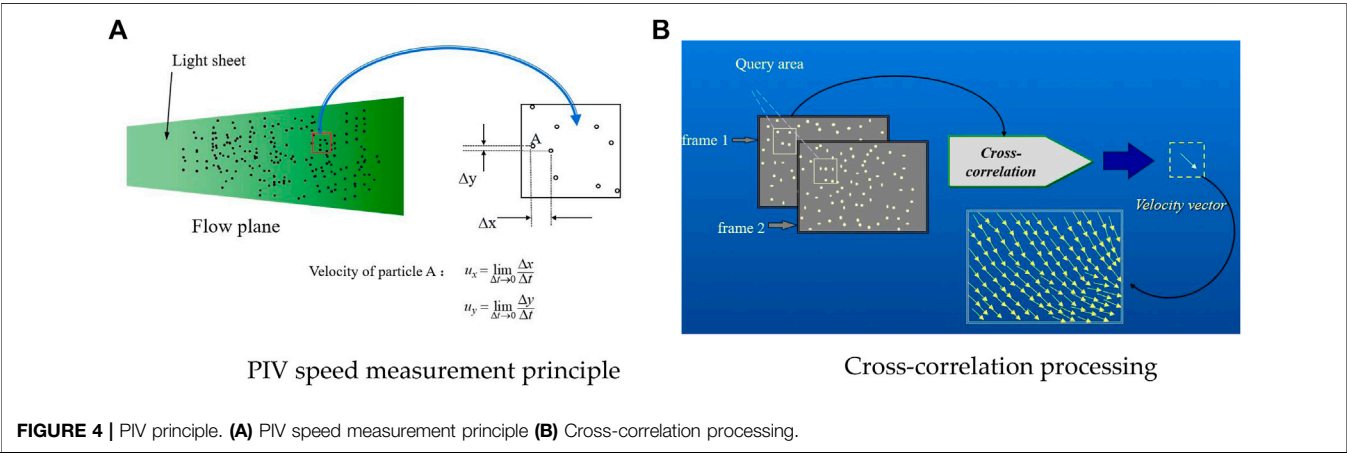 A
Light sheet
A
Δy
Δx
Flow plane
Velocity of particle A :
u_x = lim_{Δt→0} Δx/Δt
u_y = lim_{Δt→0} Δy/Δt
PIV speed measurement principle
B
Query area
frame 1
frame 2
Cross-
correlation
Velocity vector
Cross-correlation processing
FIGURE 4 | PIV principle. (A) PIV speed measurement principle (B) Cross-correlation processing.